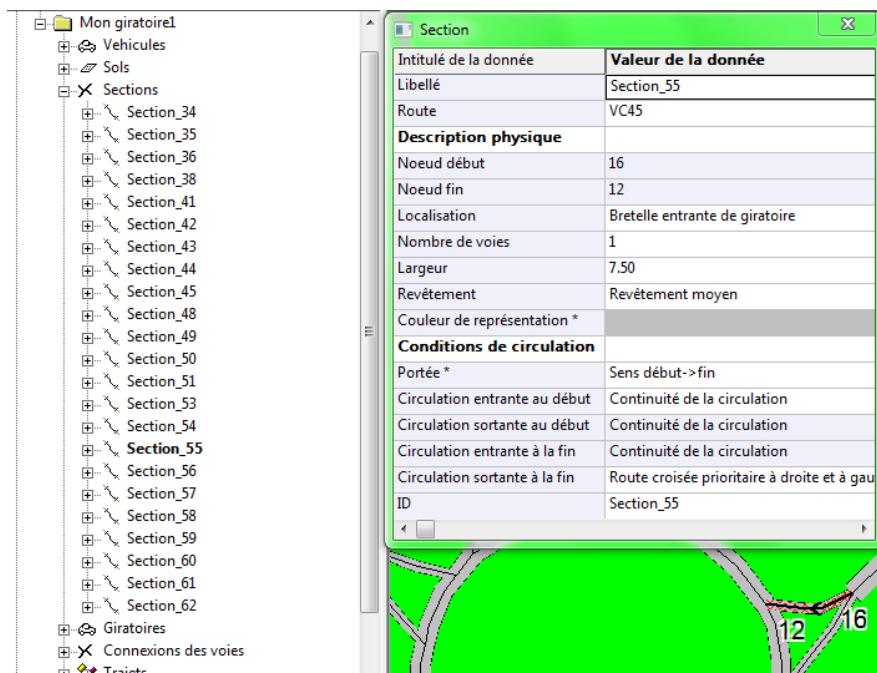 Mon giratoire1
Vehicules
Sols
Sections
Section_34
Section_35
Section_36
Section_38
Section_41
Section_42
Section_43
Section_44
Section_45
Section_48
Section_49
Section_50
Section_51
Section_53
Section_54
Section_55
Section_56
Section_57
Section_58
Section_59
Section_60
Section_61
Section_62
Giratoires
Connexions des voies
Trajets
Section
Intitulé de la donnée Valeur de la donnée
Libellé Section_55
Route VC45
Description physique
Noeud début 16
Noeud fin 12
Localisation Bretelle entrante de giratoire
Nombre de voies 1
Largeur 7.50
Revêtement Revêtement moyen
Couleur de représentation *
Conditions de circulation
Portée * Sens début->fin
Circulation entrante au début Continuité de la circulation
Circulation sortante au début Continuité de la circulation
Circulation entrante à la fin Continuité de la circulation
Circulation sortante à la fin Route croisée prioritaire à droite et à gau
ID Section_55
12 16